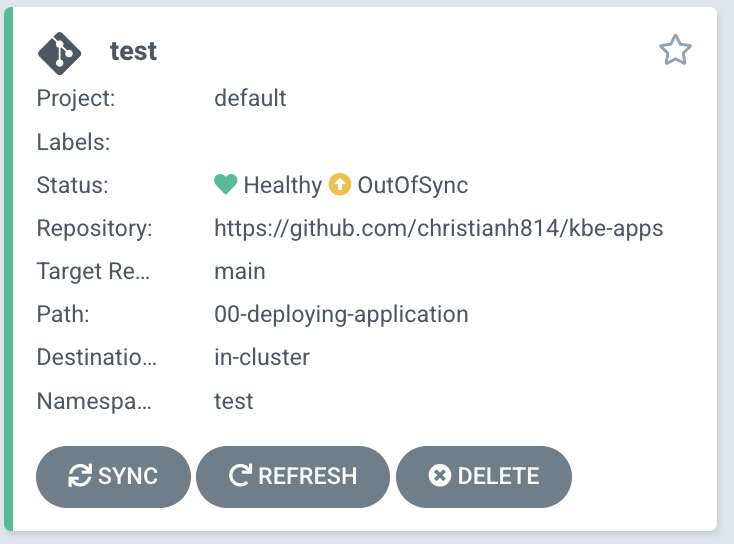 test
Project: default
Labels:
Status: Healthy OutOfSync
Repository: https://github.com/christianh814/kbe-apps
Target Re... main
Path: 00-deploying-application
Destinatio... in-cluster
Namespa... test
SYNC REFRESH DELETE